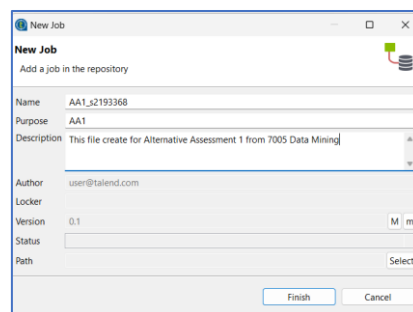 New Job
New Job
Add a job in the repository
Name AA1_s2193368
Purpose AA1
Description This file create for Alternative Assessment 1 from 7005 Data Mining
Author user@talend.com
Locker
Version 0.1 M m
Status
Path Select
Finish Cancel